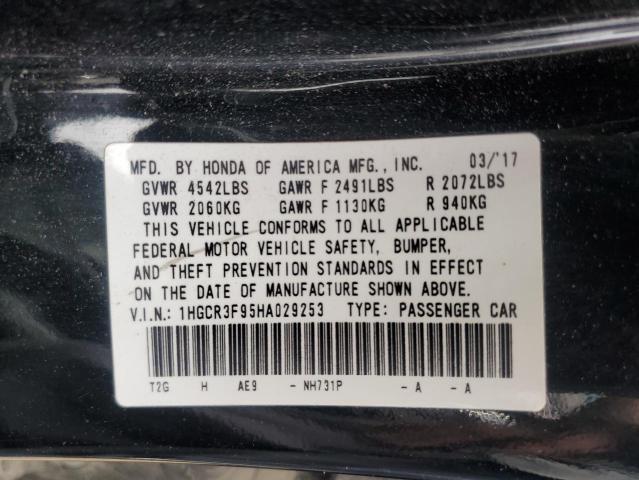 MFD. BY HONDA OF AMERICA MFG., INC. 03/'17
GVWR 4542LBS GAWR F 2491LBS R 2072LBS
GVWR 2060KG GAWR F 1130KG R 940KG
THIS VEHICLE CONFORMS TO ALL APPLICABLE
FEDERAL MOTOR VEHICLE SAFETY, BUMPER,
AND THEFT PREVENTION STANDARDS IN EFFECT
ON THE DATE OF MANUFACTURE SHOWN ABOVE.
V.I.N.: 1HGCR3F95HA029253 TYPE: PASSENGER CAR
T2G H AE9 - NH731P - A - A